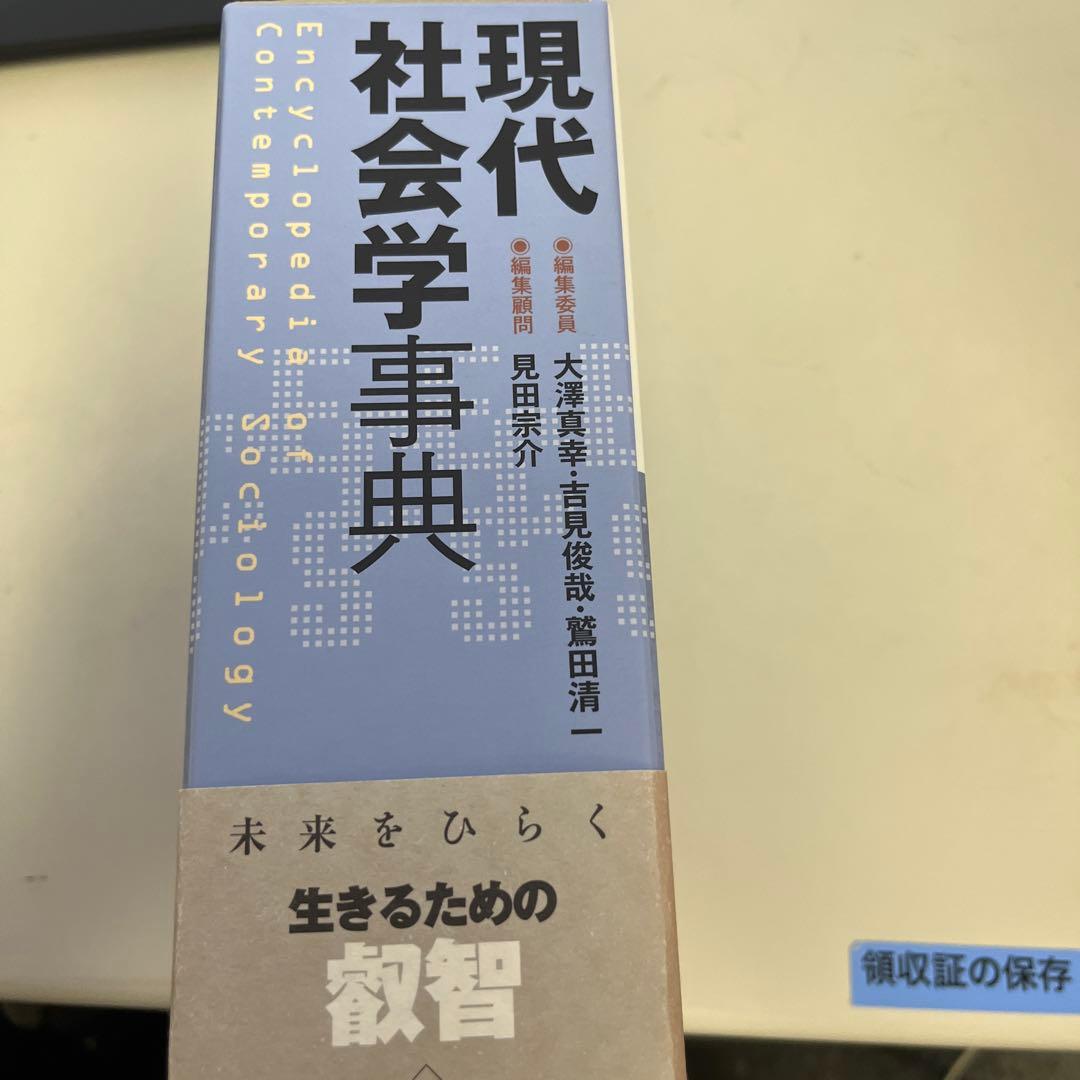 現代
社会学事典
◉編集委員 大澤真幸・吉見俊哉・鷲田清一
◉編集顧問 見田宗介
Encyclopedia of
Contemporary Sociology
未来をひらく
生きるための
叡智
領収証の保存